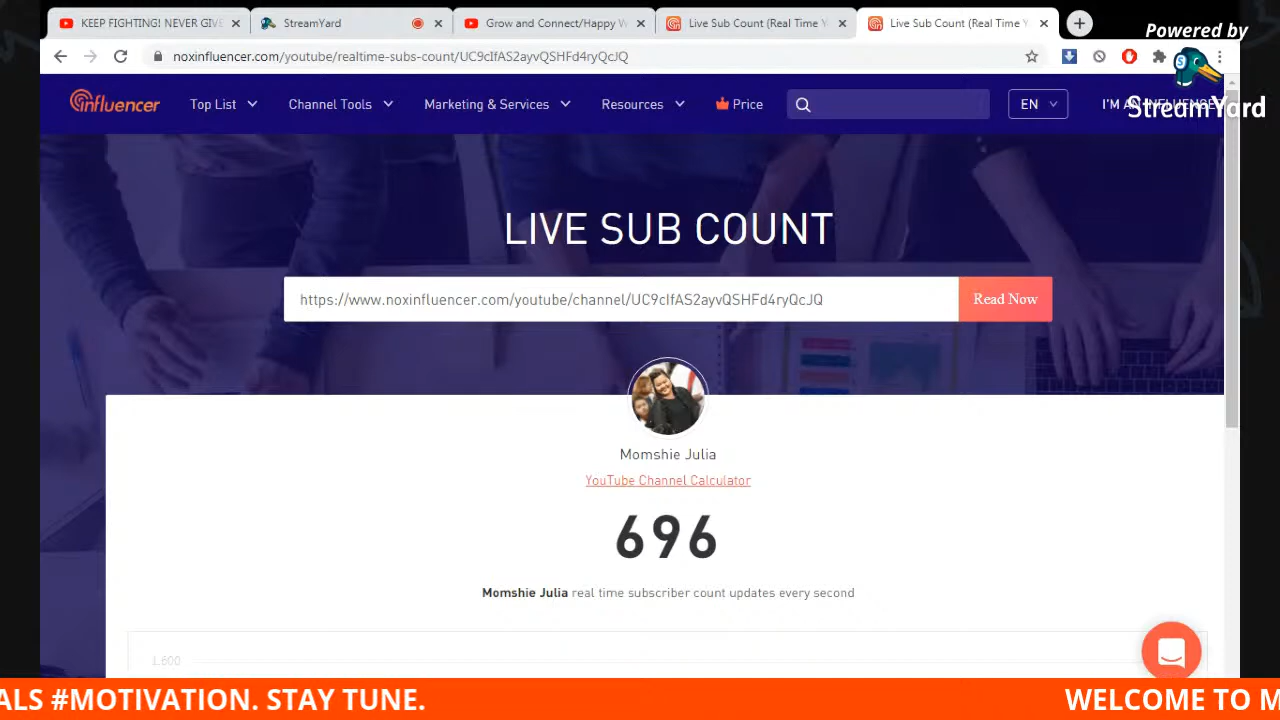 KEEP FIGHTING! NEVER GIVE
StreamYard
Grow and Connect/Happy W
Live Sub Count (Real Time Y
Live Sub Count (Real Time Y
Powered by
noxinfluencer.com/youtube/realtime-subs-count/UC9cIfAS2ayvQSHFd4ryQcJQ
influencer
Top List
Channel Tools
Marketing & Services
Resources
Price
EN
I'M AN INFLUENCER
StreamYard
LIVE SUB COUNT
https://www.noxinfluencer.com/youtube/channel/UC9cIfAS2ayvQSHFd4ryQcJQ
Read Now
Momshie Julia
YouTube Channel Calculator
696
Momshie Julia real time subscriber count updates every second
1,600
ALS #MOTIVATION. STAY TUNE.
WELCOME TO M